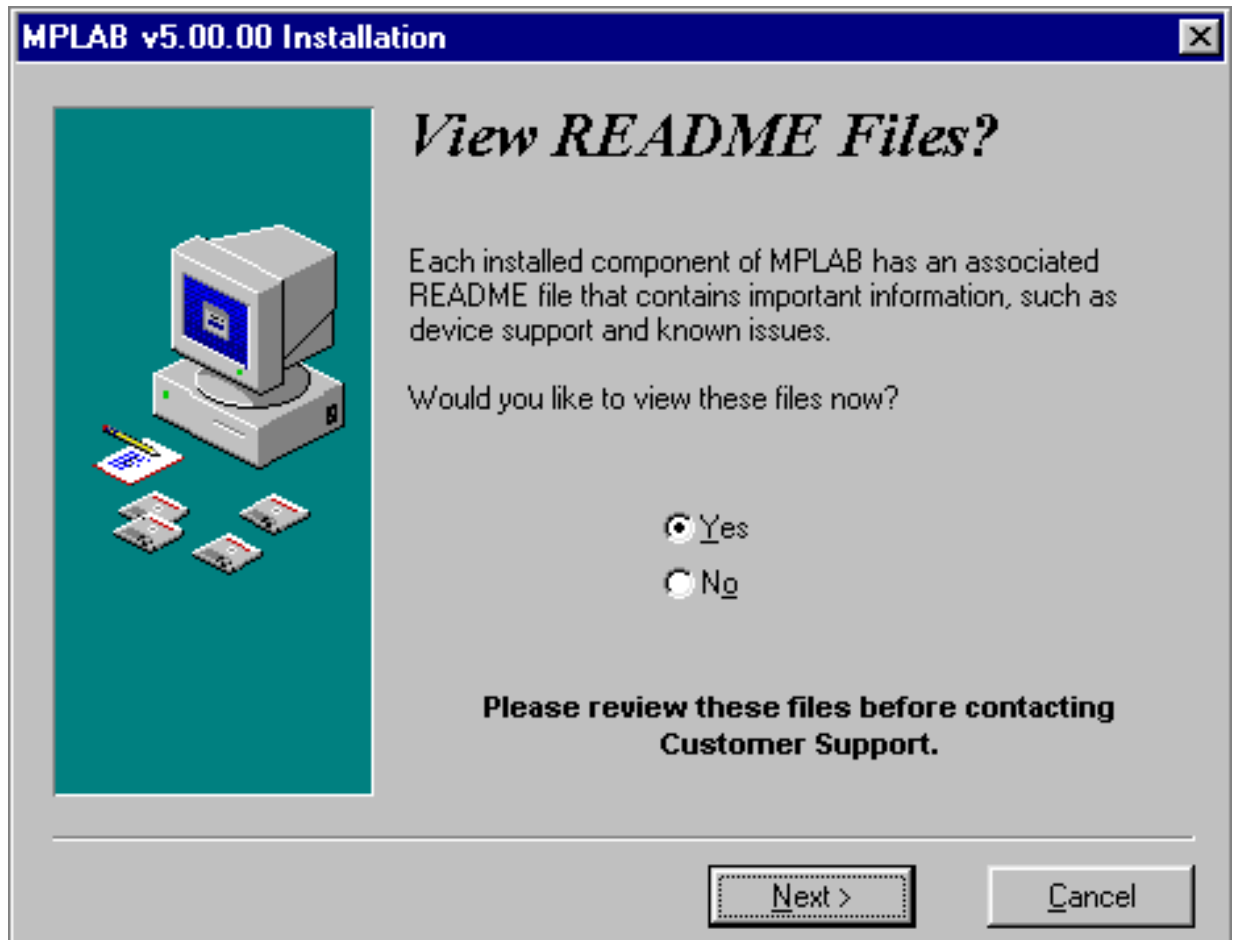 MPLAB v5.00.00 Installation
View README Files?
Each installed component of MPLAB has an associated
README file that contains important information, such as
device support and known issues.
Would you like to view these files now?
Yes
No
Please review these files before contacting
Customer Support.
Next >
Cancel